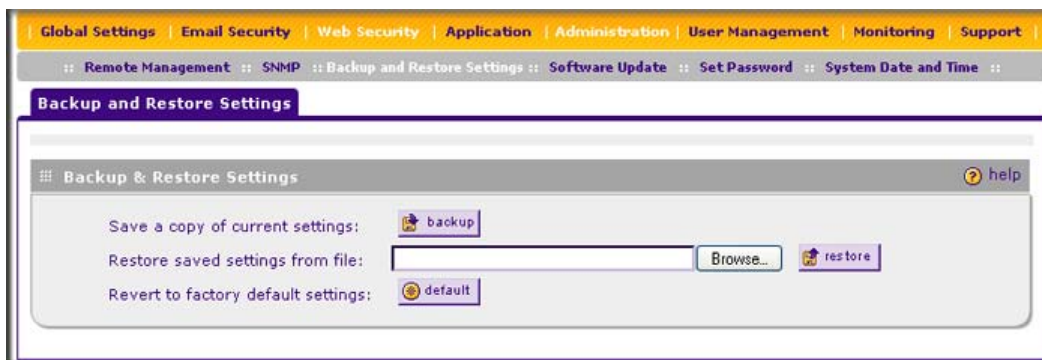 | Global Settings | Email Security | Web Security | Application | Administration | User Management | Monitoring | Support |
:: Remote Management :: SNMP :: Backup and Restore Settings :: Software Update :: Set Password :: System Date and Time ::
Backup and Restore Settings
Backup & Restore Settings ? help
Save a copy of current settings: backup
Restore saved settings from file: Browse... restore
Revert to factory default settings: default